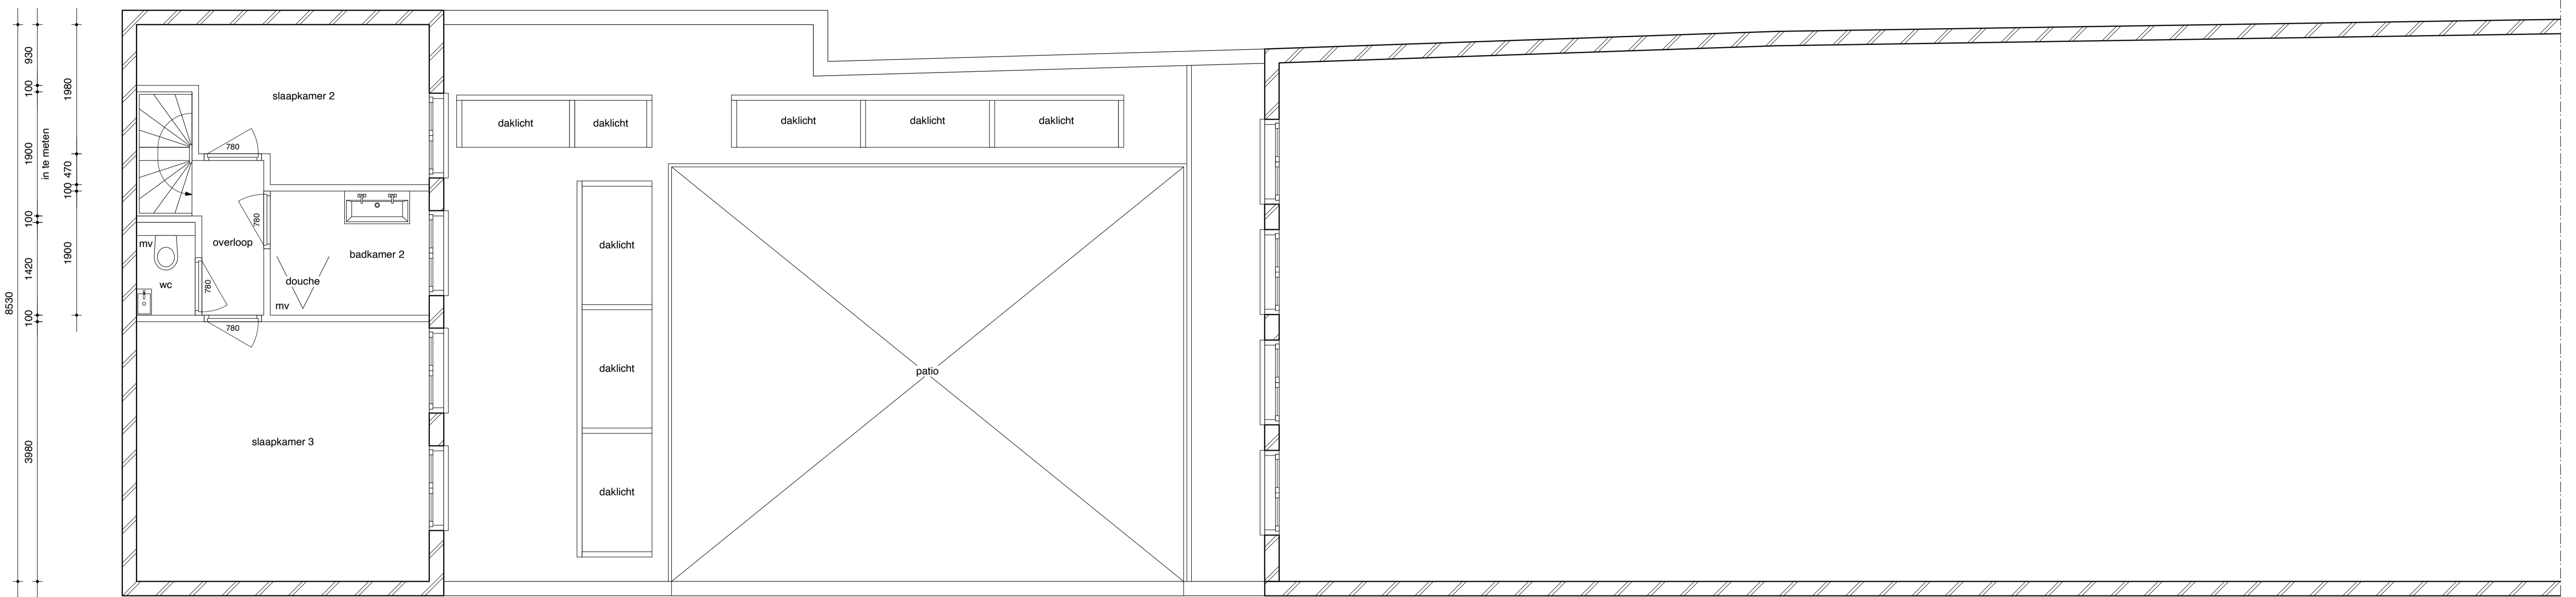 8530
930
100
1900
in te meten
100
1420
100
3980
1980
470
100
1900
slaapkamer 2
780
780
overloop
mv
wc
780
badkamer 2
douche
mv
780
slaapkamer 3
daklicht
daklicht
daklicht
daklicht
daklicht
daklicht
daklicht
daklicht
patio